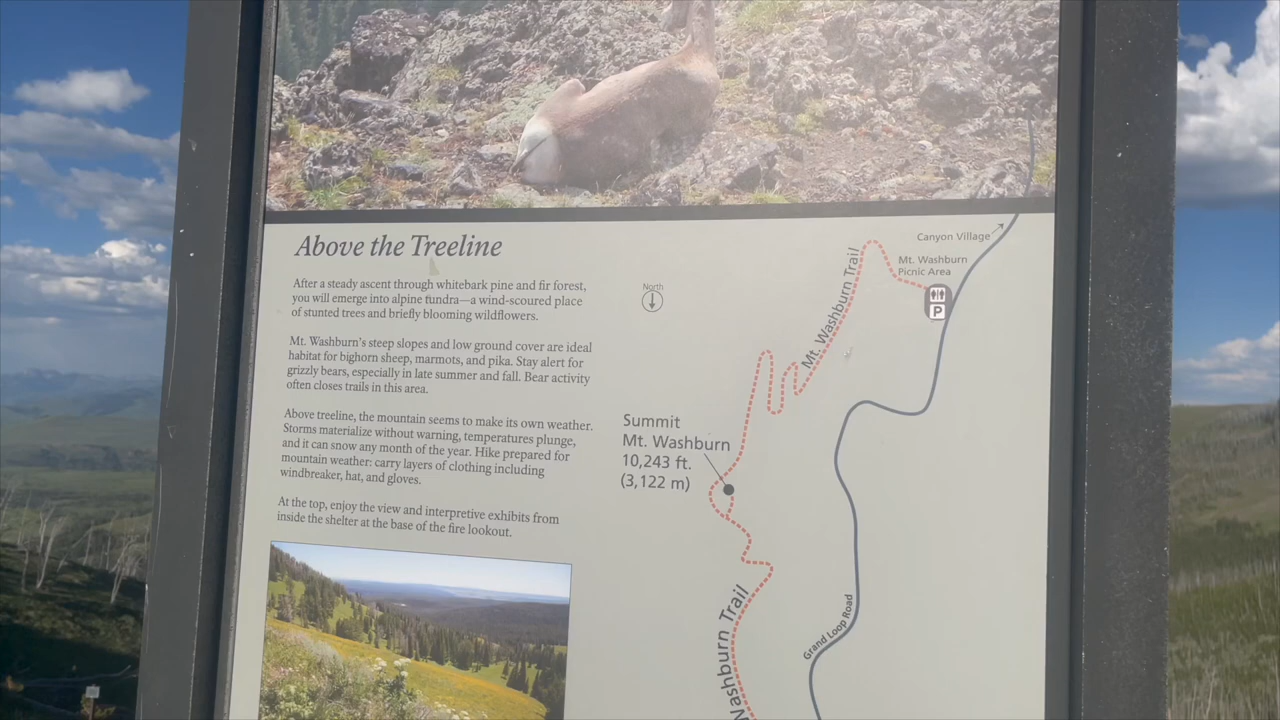 Above the Treeline
After a steady ascent through whitebark pine and fir forest,
you will emerge into alpine tundra—a wind-scoured place
of stunted trees and briefly blooming wildflowers.
Mt. Washburn's steep slopes and low ground cover are ideal
habitat for bighorn sheep, marmots, and pika. Stay alert for
grizzly bears, especially in late summer and fall. Bear activity
often closes trails in this area.
Above treeline, the mountain seems to make its own weather.
Storms materialize without warning, temperatures plunge,
and it can snow any month of the year. Hike prepared for
mountain weather: carry layers of clothing including
windbreaker, hat, and gloves.
At the top, enjoy the view and interpretive exhibits from
inside the shelter at the base of the fire lookout.
North
Canyon Village
Mt. Washburn
Picnic Area
P
Mt. Washburn Trail
Summit
Mt. Washburn
10,243 ft.
(3,122 m)
Washburn Trail
Grand Loop Road